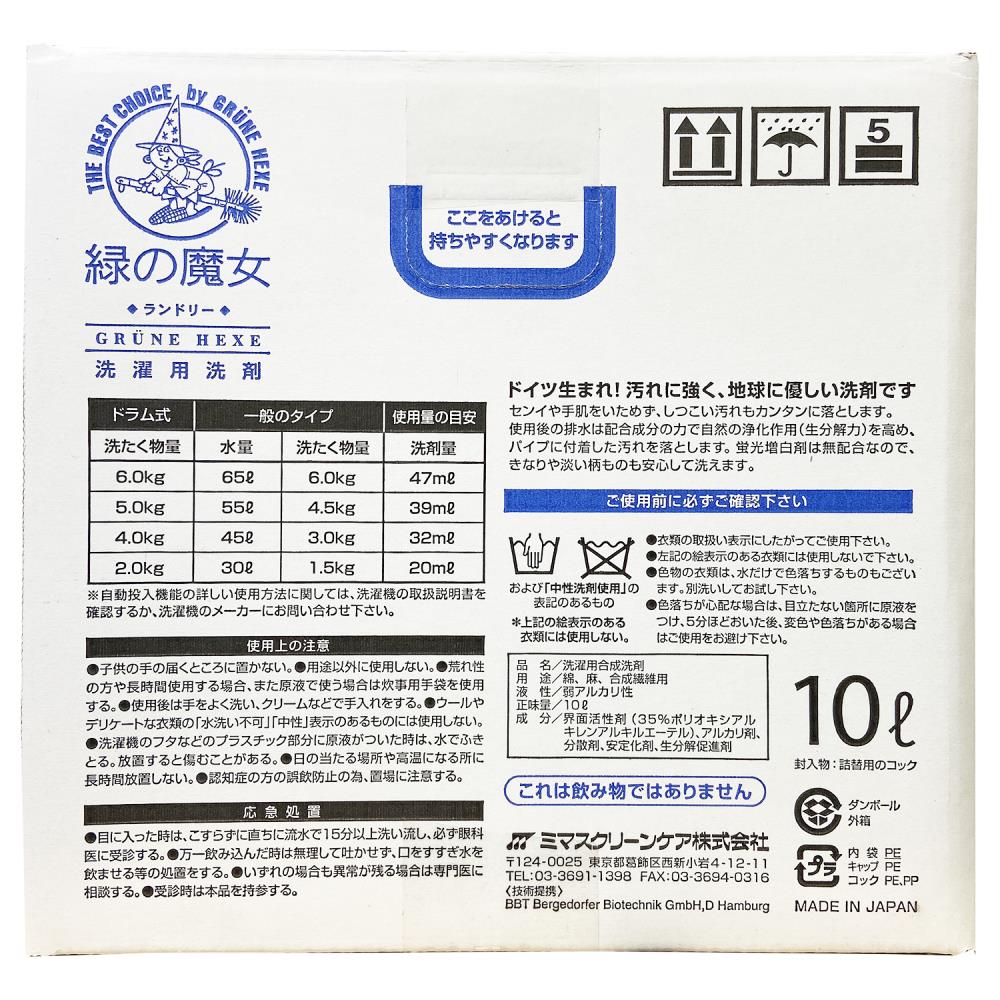 THE BEST CHOICE by GRÜNE HEXE
緑の魔女
◆ランドリー◆
GRÜNE HEXE
洗濯用洗剤
ここをあけると
持ちやすくなります
5
ドラム式 一般のタイプ 使用量の目安
洗たく物量 水量 洗たく物量 洗剤量
6.0kg 65ℓ 6.0kg 47mℓ
5.0kg 55ℓ 4.5kg 39mℓ
4.0kg 45ℓ 3.0kg 32mℓ
2.0kg 30ℓ 1.5kg 20mℓ
※自動投入機能の詳しい使用方法に関しては、洗濯機の取扱説明書を
確認するか、洗濯機のメーカーにお問い合わせ下さい。
使用上の注意
●子供の手の届くところに置かない。●用途以外に使用しない。●荒れ性
の方や長時間使用する場合、また原液で使う場合は炊事用手袋を使用
する。●使用後は手をよく洗い、クリームなどで手入れをする。●ウールや
デリケートな衣類の「水洗い不可」「中性」表示のあるものには使用しない。
●洗濯機のフタなどのプラスチック部分に原液がついた時は、水でふき
とる。放置すると傷むことがある。●日の当たる場所や高温になる所に
長時間放置しない。●認知症の方の誤飲防止の為、置場に注意する。
応急処置
●目に入った時は、こすらずに直ちに流水で15分以上洗い流し、必ず眼科
医に受診する。●万一飲み込んだ時は無理して吐かせず、口をすすぎ水を
飲ませる等の処置をする。●いずれの場合も異常が残る場合は専門医に
相談する。●受診時は本品を持参する。
ドイツ生まれ!汚れに強く、地球に優しい洗剤です
センイや手肌をいためず、しつこい汚れもカンタンに落とします。
使用後の排水は配合成分の力で自然の浄化作用(生分解力)を高め、
パイプに付着した汚れを落とします。蛍光増白剤は無配合なので、
きなりや淡い柄ものも安心して洗えます。
ご使用前に必ずご確認下さい
および「中性洗剤使用」の
表記のあるもの
*上記の絵表示のある
衣類には使用しない。
●衣類の取扱い表示にしたがってご使用下さい。
●左記の絵表示のある衣類には使用しないで下さい。
●色物の衣類は、水だけで色落ちするものもござい
ます。別洗いしてお試し下さい。
●色落ちが心配な場合は、目立たない箇所に原液を
つけ、5分ほどおいた後、変色や色落ちがある場合
はご使用をお避け下さい。
品 名/洗濯用合成洗剤
用 途/綿、麻、合成繊維用
液 性/弱アルカリ性
正味量/10ℓ
成 分/界面活性剤(35%ポリオキシアル
キレンアルキルエーテル)、アルカリ剤、
分散剤、安定化剤、生分解促進剤
これは飲み物ではありません
10ℓ
封入物:詰替用のコック
ミマスクリーンケア株式会社
〒124-0025 東京都葛飾区西新小岩4-12-11
TEL:03-3691-1398 FAX:03-3694-0316
〈技術提携〉
BBT Bergedorfer Biotechnik GmbH,D Hamburg
ダンボール
外箱
プラ
内 袋 PE
キャップ PE
コック PE,PP
MADE IN JAPAN